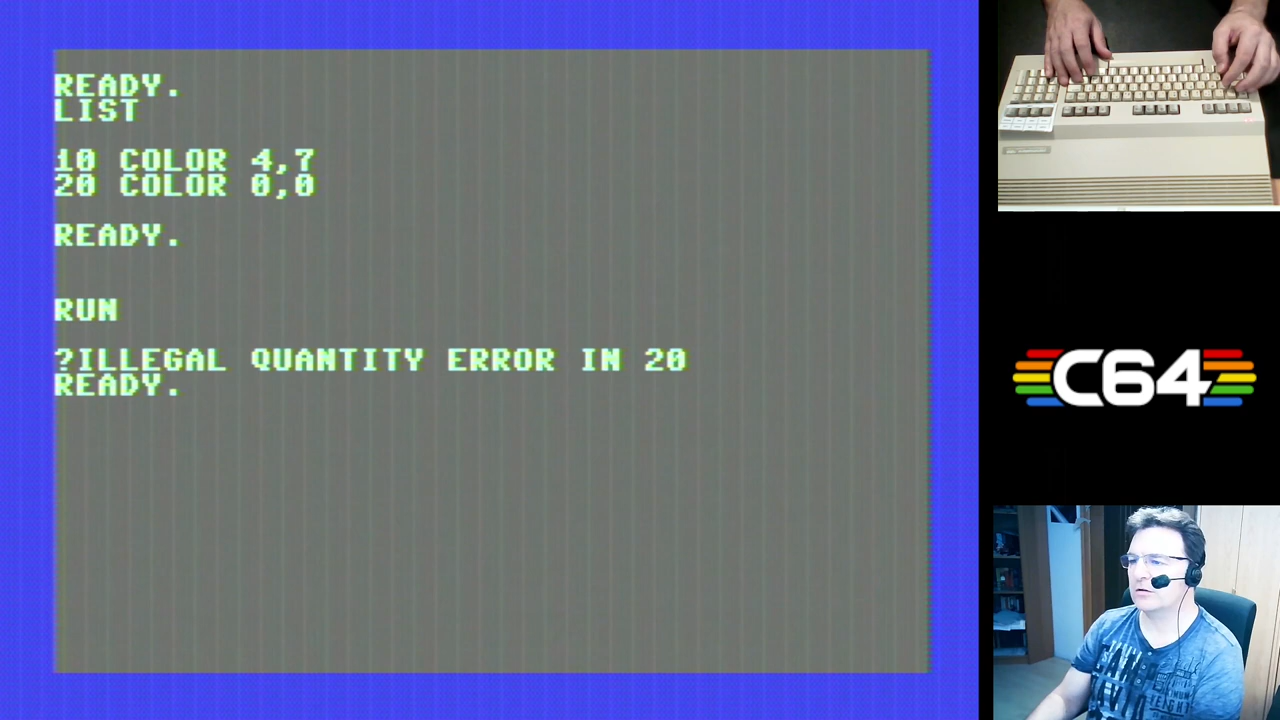 READY.
LIST
10 COLOR 4,7
20 COLOR 0,0
READY.
RUN
?ILLEGAL QUANTITY ERROR IN 20
READY.
C64